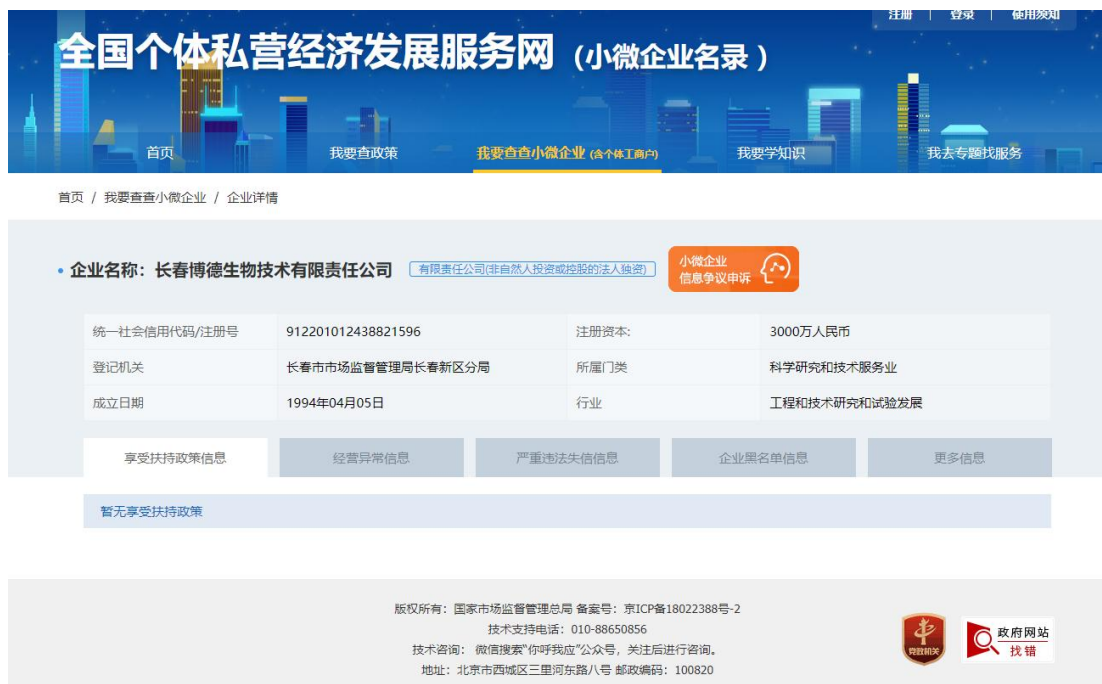 注册 | 登录 | 使用须知
全国个体私营经济发展服务网（小微企业名录）
首页 我要查政策 我要查查小微企业 (含个体工商户) 我要学知识 我去专题找服务
首页 / 我要查查小微企业 / 企业详情
• 企业名称：长春博德生物技术有限责任公司 有限责任公司(非自然人投资或控股的法人独资)
小微企业
信息争议申诉
统一社会信用代码/注册号 912201012438821596 注册资本: 3000万人民币
登记机关 长春市市场监督管理局长春新区分局 所属门类 科学研究和技术服务业
成立日期 1994年04月05日 行业 工程和技术研究和试验发展
享受扶持政策信息 经营异常信息 严重违法失信信息 企业黑名单信息 更多信息
暂无享受扶持政策
版权所有：国家市场监督管理总局 备案号：京ICP备18022388号-2
技术支持电话：010-88650856
技术咨询： 微信搜索“你呼我应”公众号，关注后进行咨询。
地址：北京市西城区三里河东路八号 邮政编码：100820
党政机关
政府网站
找错